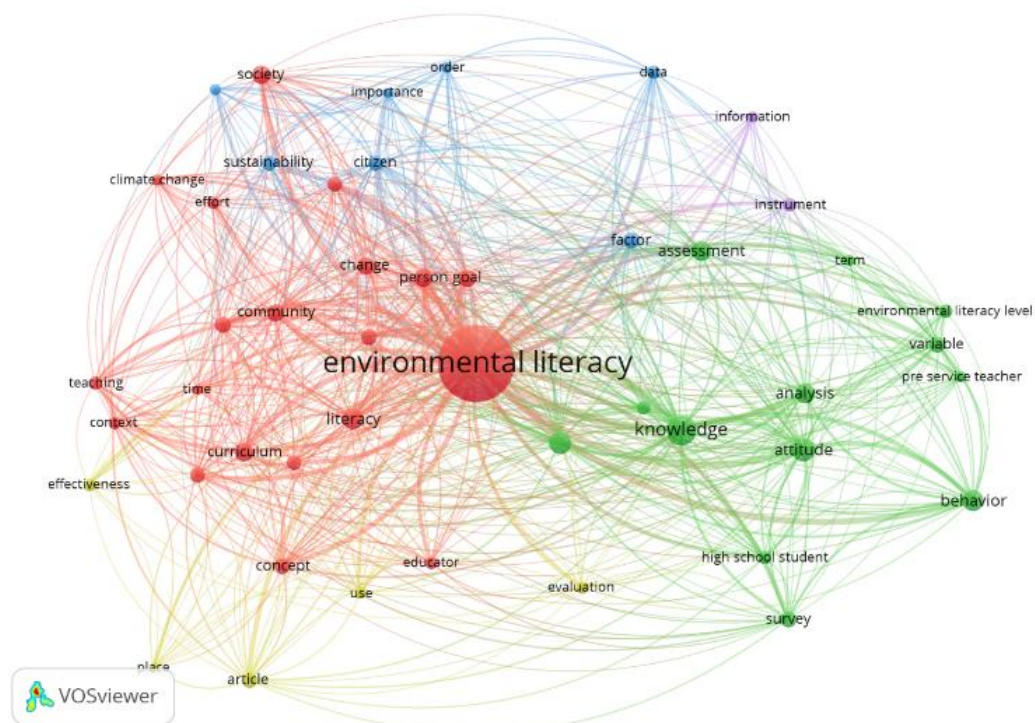 order
society
data
importance
information
sustainability
citizen
climate change
effort
instrument
factor
assessment
term
change
person goal
community
environmental literacy level
environmental literacy
variable
teaching
time
pre service teacher
analysis
context
literacy
knowledge
curriculum
attitude
effectiveness
behavior
high school student
concept
educator
evaluation
use
survey
place
article
VOSviewer